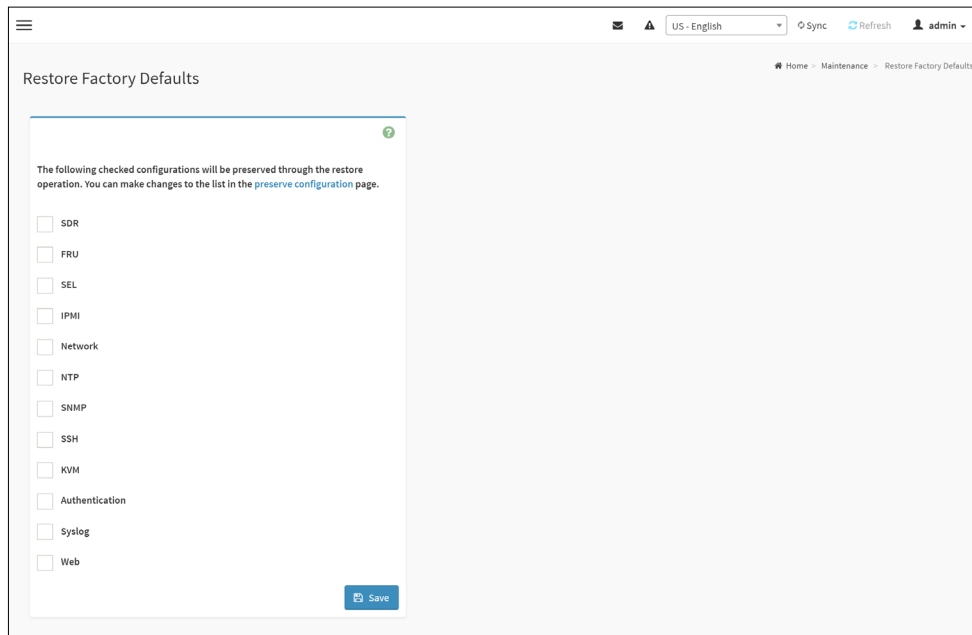 US - English
Sync
Refresh
admin
Restore Factory Defaults
Home > Maintenance > Restore Factory Defaults
The following checked configurations will be preserved through the restore
operation. You can make changes to the list in the preserve configuration page.
SDR
FRU
SEL
IPMI
Network
NTP
SNMP
SSH
KVM
Authentication
Syslog
Web
Save